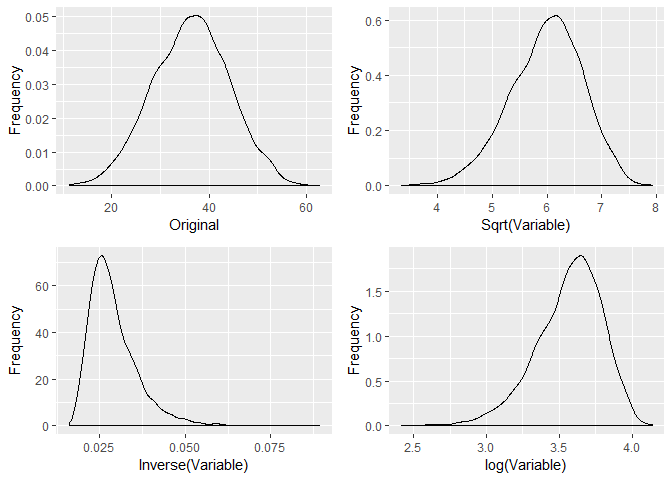 0.05
0.04
0.03
0.02
0.01
0.00
Frequency
20 40 60
Original
0.6
0.4
0.2
0.0
Frequency
4 5 6 7 8
Sqrt(Variable)
60
40
20
0
Frequency
0.025 0.050 0.075
Inverse(Variable)
1.5
1.0
0.5
0.0
Frequency
2.5 3.0 3.5 4.0
log(Variable)